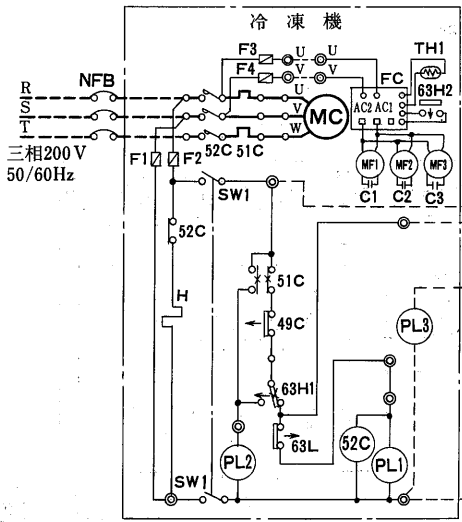 冷凍機
F3 U U TH1
F4 V V FC 63H2
NFB
R U
S V MC AC2 AC1
T W
三相200V F1 F2 52C 51C MF1 MF2 MF3
50/60Hz C1 C2 C3
SW1
52C
51C
H
49C PL3
63H1
63L 52C
PL2 PL1
SW1